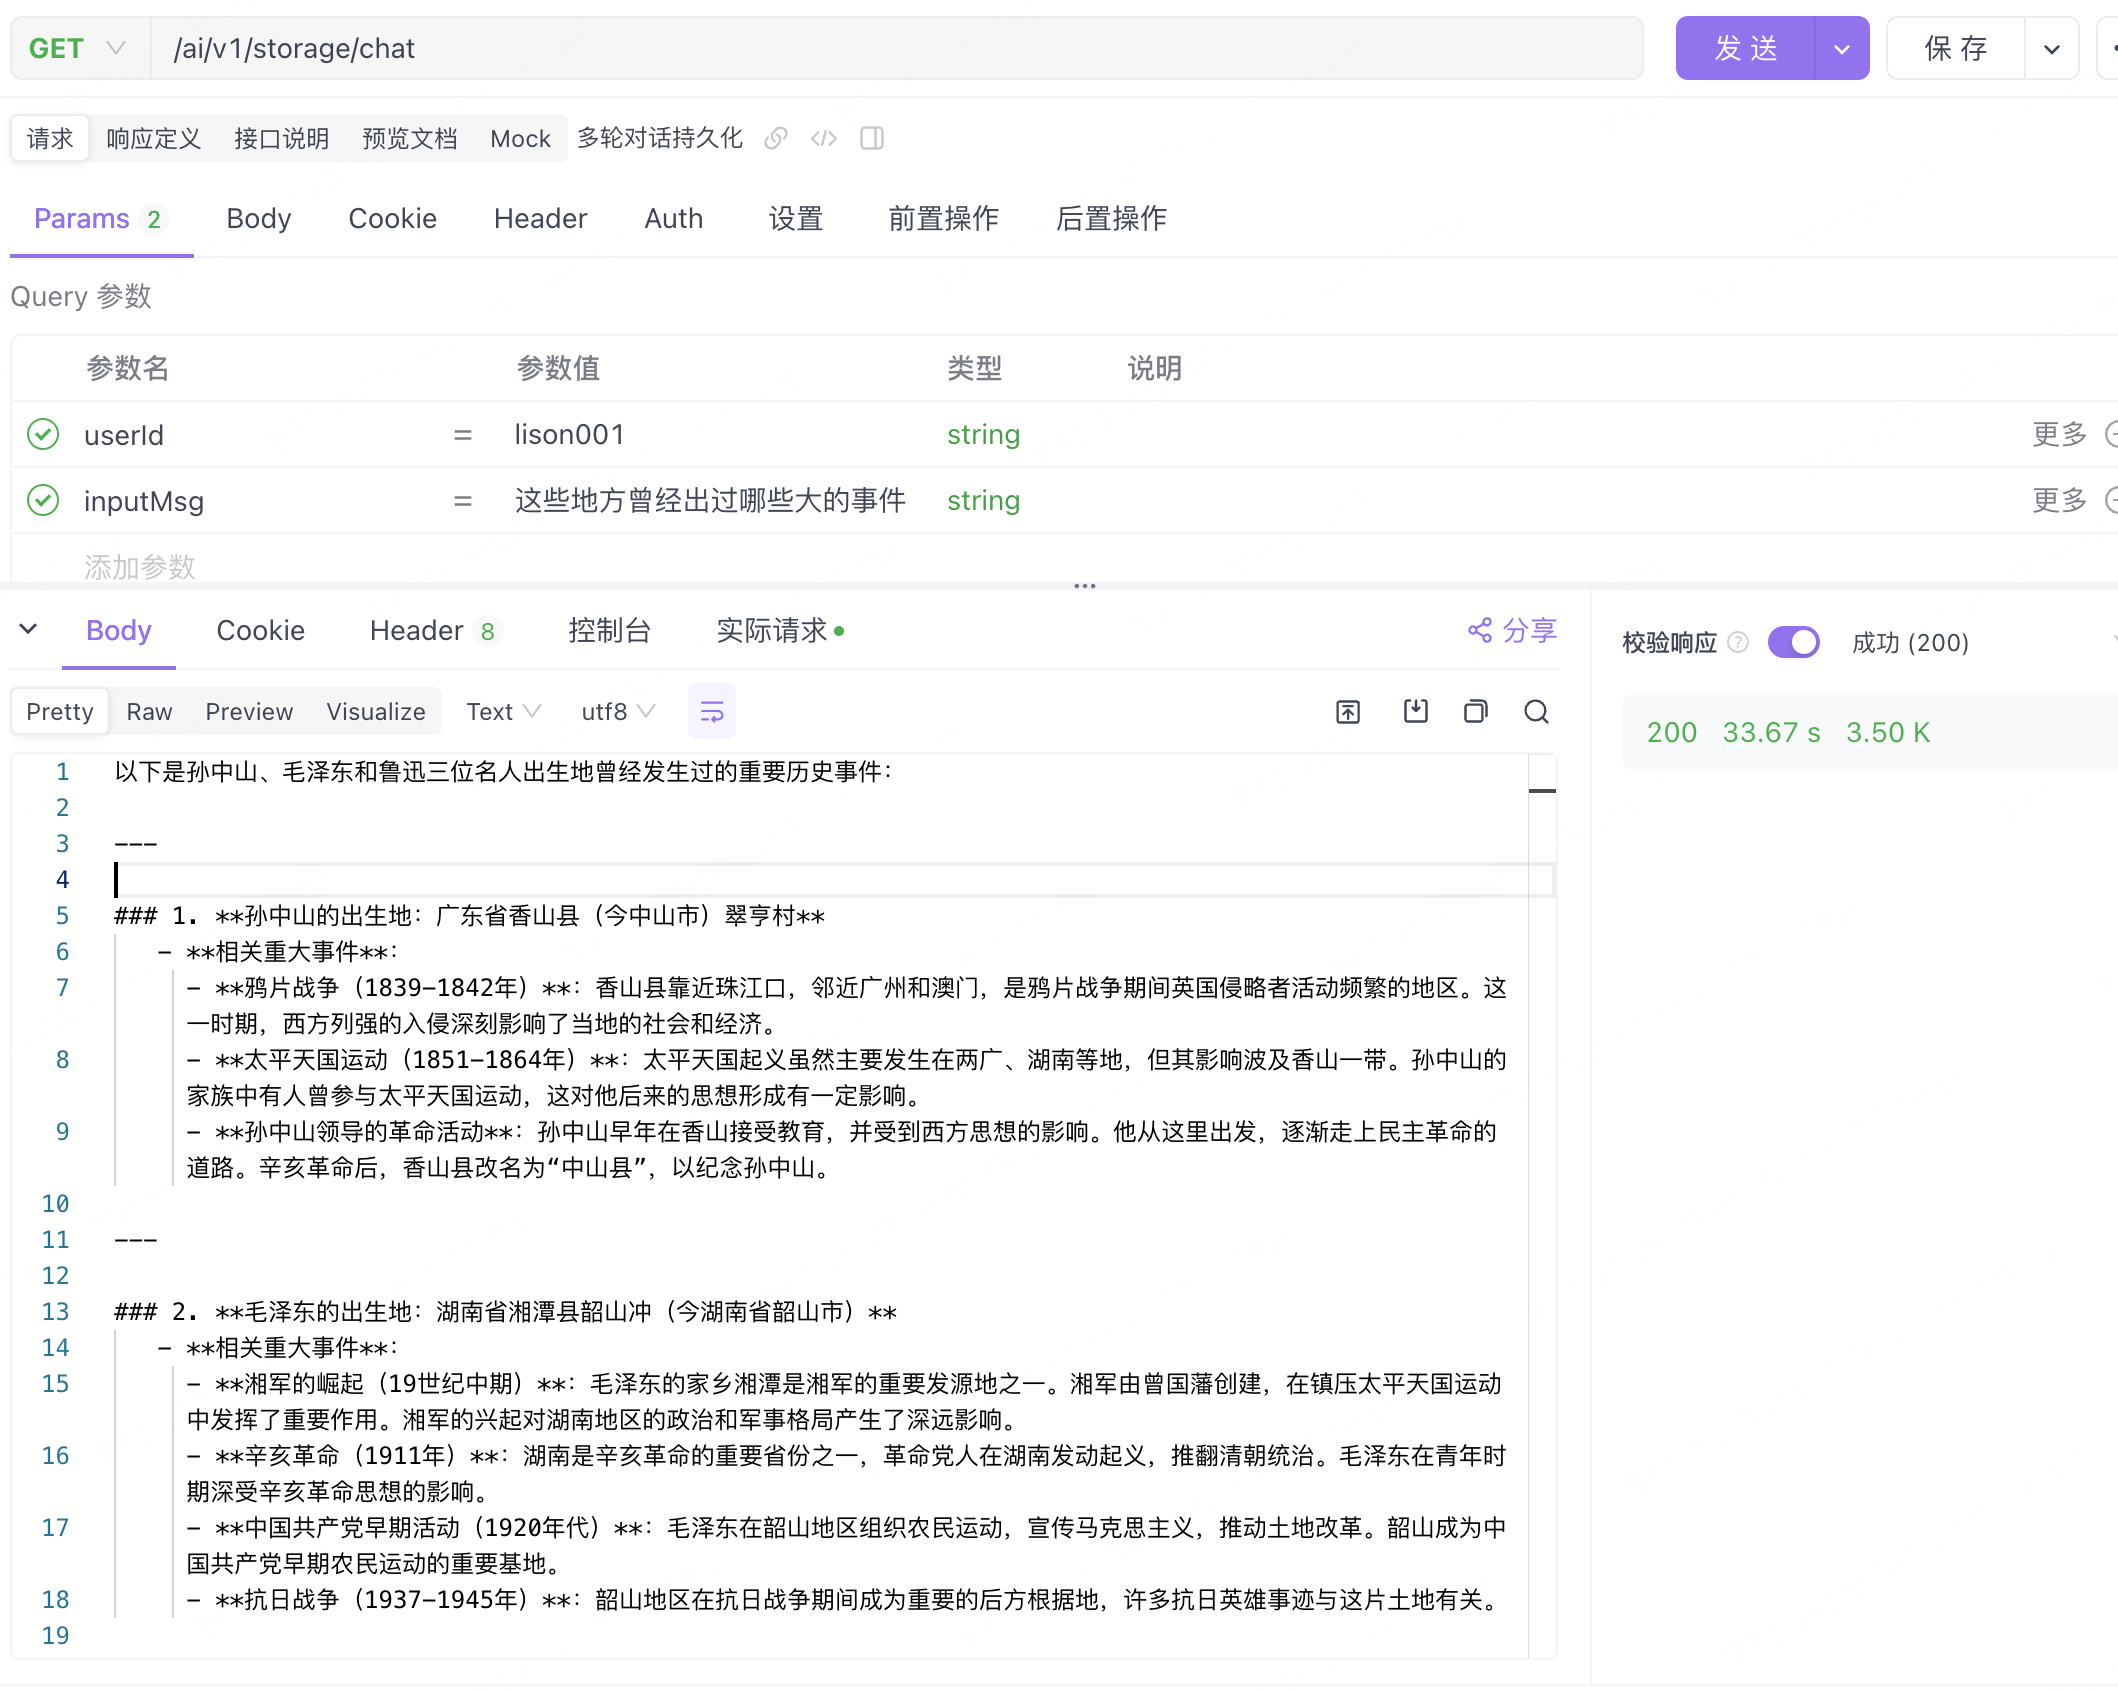 GET /ai/v1/storage/chat 发 送 保 存
请求 响应定义 接口说明 预览文档 Mock 多轮对话持久化
Params 2 Body Cookie Header Auth 设置 前置操作 后置操作
Query 参数
参数名 参数值 类型 说明
userId = lison001 string 更多
inputMsg = 这些地方曾经出过哪些大的事件 string 更多
添加参数
Body Cookie Header 8 控制台 实际请求 分享
校验响应 ? 成功 (200)
Pretty Raw Preview Visualize Text utf8
200 33.67 s 3.50 K
1 以下是孙中山、毛泽东和鲁迅三位名人出生地曾经发生过的重要历史事件：
2
3 ---
4
5 ### 1. **孙中山的出生地：广东省香山县（今中山市）翠亨村**
6 - **相关重大事件**：
7 - **鸦片战争（1839-1842年）**：香山县靠近珠江口，邻近广州和澳门，是鸦片战争期间英国侵略者活动频繁的地区。这
一时期，西方列强的入侵深刻影响了当地的社会和经济。
8 - **太平天国运动（1851-1864年）**：太平天国起义虽然主要发生在两广、湖南等地，但其影响波及香山一带。孙中山的
家族中有人曾参与太平天国运动，这对他后来的思想形成有一定影响。
9 - **孙中山领导的革命活动**：孙中山早年在香山接受教育，并受到西方思想的影响。他从这里出发，逐渐走上民主革命的
道路。辛亥革命后，香山县改名为“中山县”，以纪念孙中山。
10
11 ---
12
13 ### 2. **毛泽东的出生地：湖南省湘潭县韶山冲（今湖南省韶山市）**
14 - **相关重大事件**：
15 - **湘军的崛起（19世纪中期）**：毛泽东的家乡湘潭是湘军的重要发源地之一。湘军由曾国藩创建，在镇压太平天国运动
中发挥了重要作用。湘军的兴起对湖南地区的政治和军事格局产生了深远影响。
16 - **辛亥革命（1911年）**：湖南是辛亥革命的重要省份之一，革命党人在湖南发动起义，推翻清朝统治。毛泽东在青年时
期深受辛亥革命思想的影响。
17 - **中国共产党早期活动（1920年代）**：毛泽东在韶山地区组织农民运动，宣传马克思主义，推动土地改革。韶山成为中
国共产党早期农民运动的重要基地。
18 - **抗日战争（1937-1945年）**：韶山地区在抗日战争期间成为重要的后方根据地，许多抗日英雄事迹与这片土地有关。
19